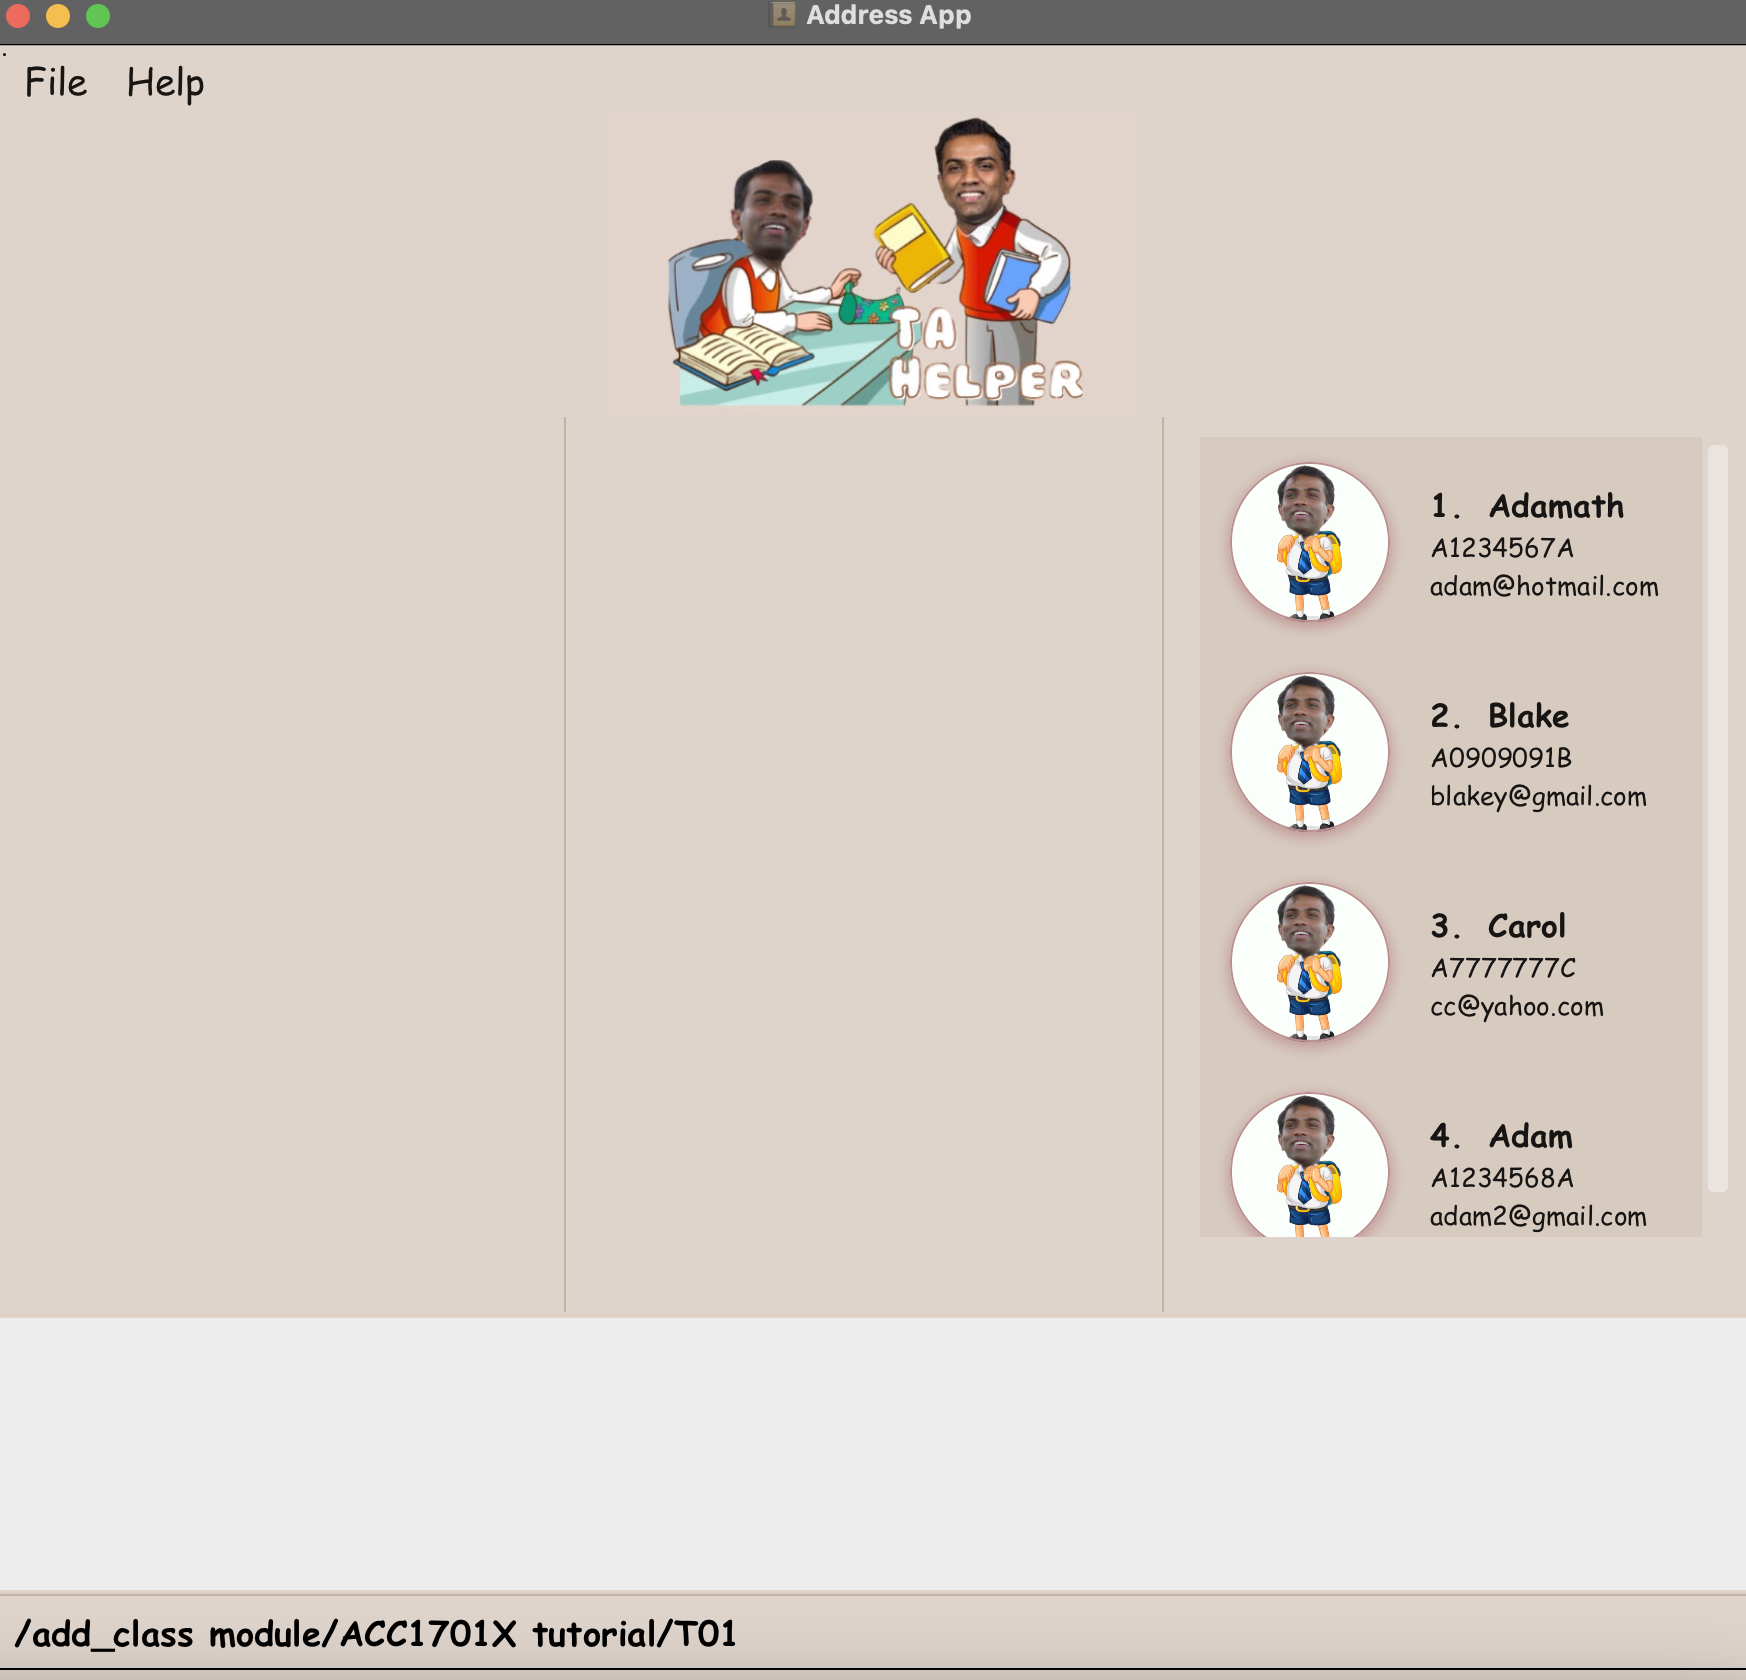 Address App
File Help
TA
HELPER
1. Adamath
A1234567A
adam@hotmail.com
2. Blake
A0909091B
blakey@gmail.com
3. Carol
A7777777C
cc@yahoo.com
4. Adam
A1234568A
adam2@gmail.com
/add_class module/ACC1701X tutorial/T01